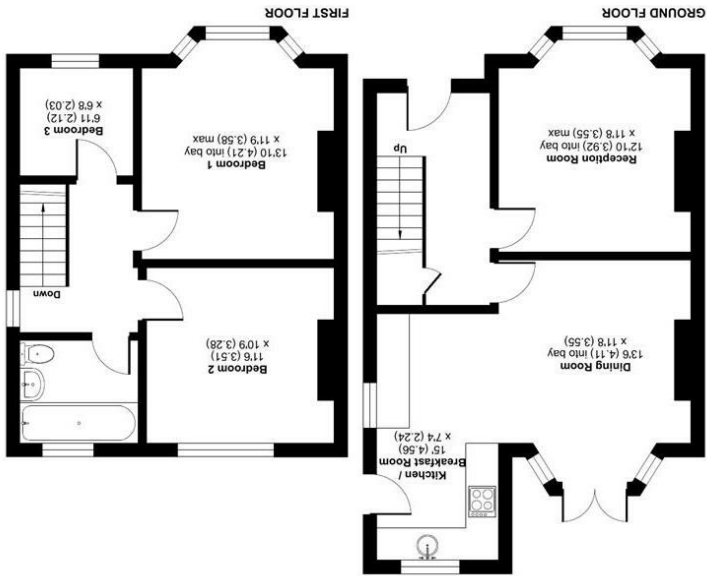 GROUND FLOOR
Reception Room
12'10 (3.92) into bay
x 11'8 (3.55) max
Up
Dining Room
13'6 (4.11) into bay
x 11'8 (3.55)
Kitchen /
Breakfast Room
15' (4.56)
x 7'4 (2.24)
FIRST FLOOR
Bedroom 1
13'10 (4.21) into bay
x 11'9 (3.58) max
Bedroom 3
6'11 (2.12)
x 6'8 (2.03)
Down
Bedroom 2
11'6 (3.51)
x 10'9 (3.28)